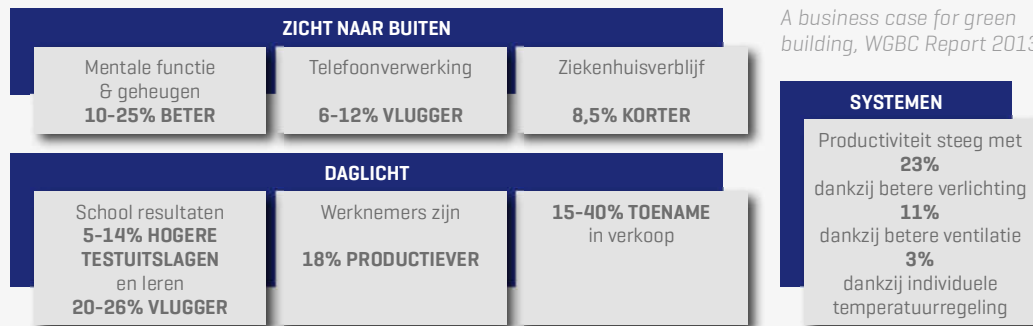 ZICHT NAAR BUITEN
Mentale functie
& geheugen
10-25% BETER
Telefoonverwerking
6-12% VLUGGER
Ziekenhuisverblijf
8,5% KORTER
DAGLICHT
School resultaten
5-14% HOGERE
TESTUITSLAGEN
en leren
20-26% VLUGGER
Werknemers zijn
18% PRODUCTIEVER
15-40% TOENAME
in verkoop
A business case for green
building, WGBC Report 2013
SYSTEMEN
Productiviteit steeg met
23%
dankzij betere verlichting
11%
dankzij betere ventilatie
3%
dankzij individuele
temperatuurregeling